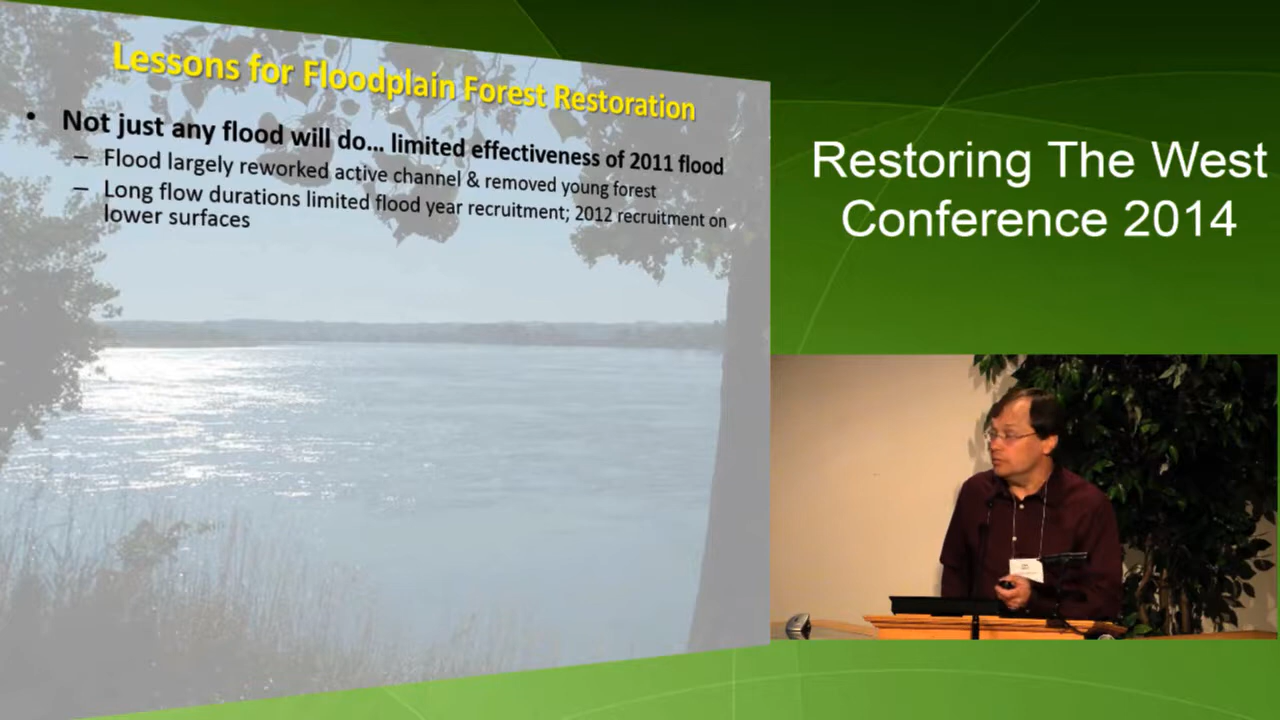 Lessons for Floodplain Forest Restoration
• Not just any flood will do... limited effectiveness of 2011 flood
– Flood largely reworked active channel & removed young forest
– Long flow durations limited flood year recruitment; 2012 recruitment on
lower surfaces
Restoring The West
Conference 2014